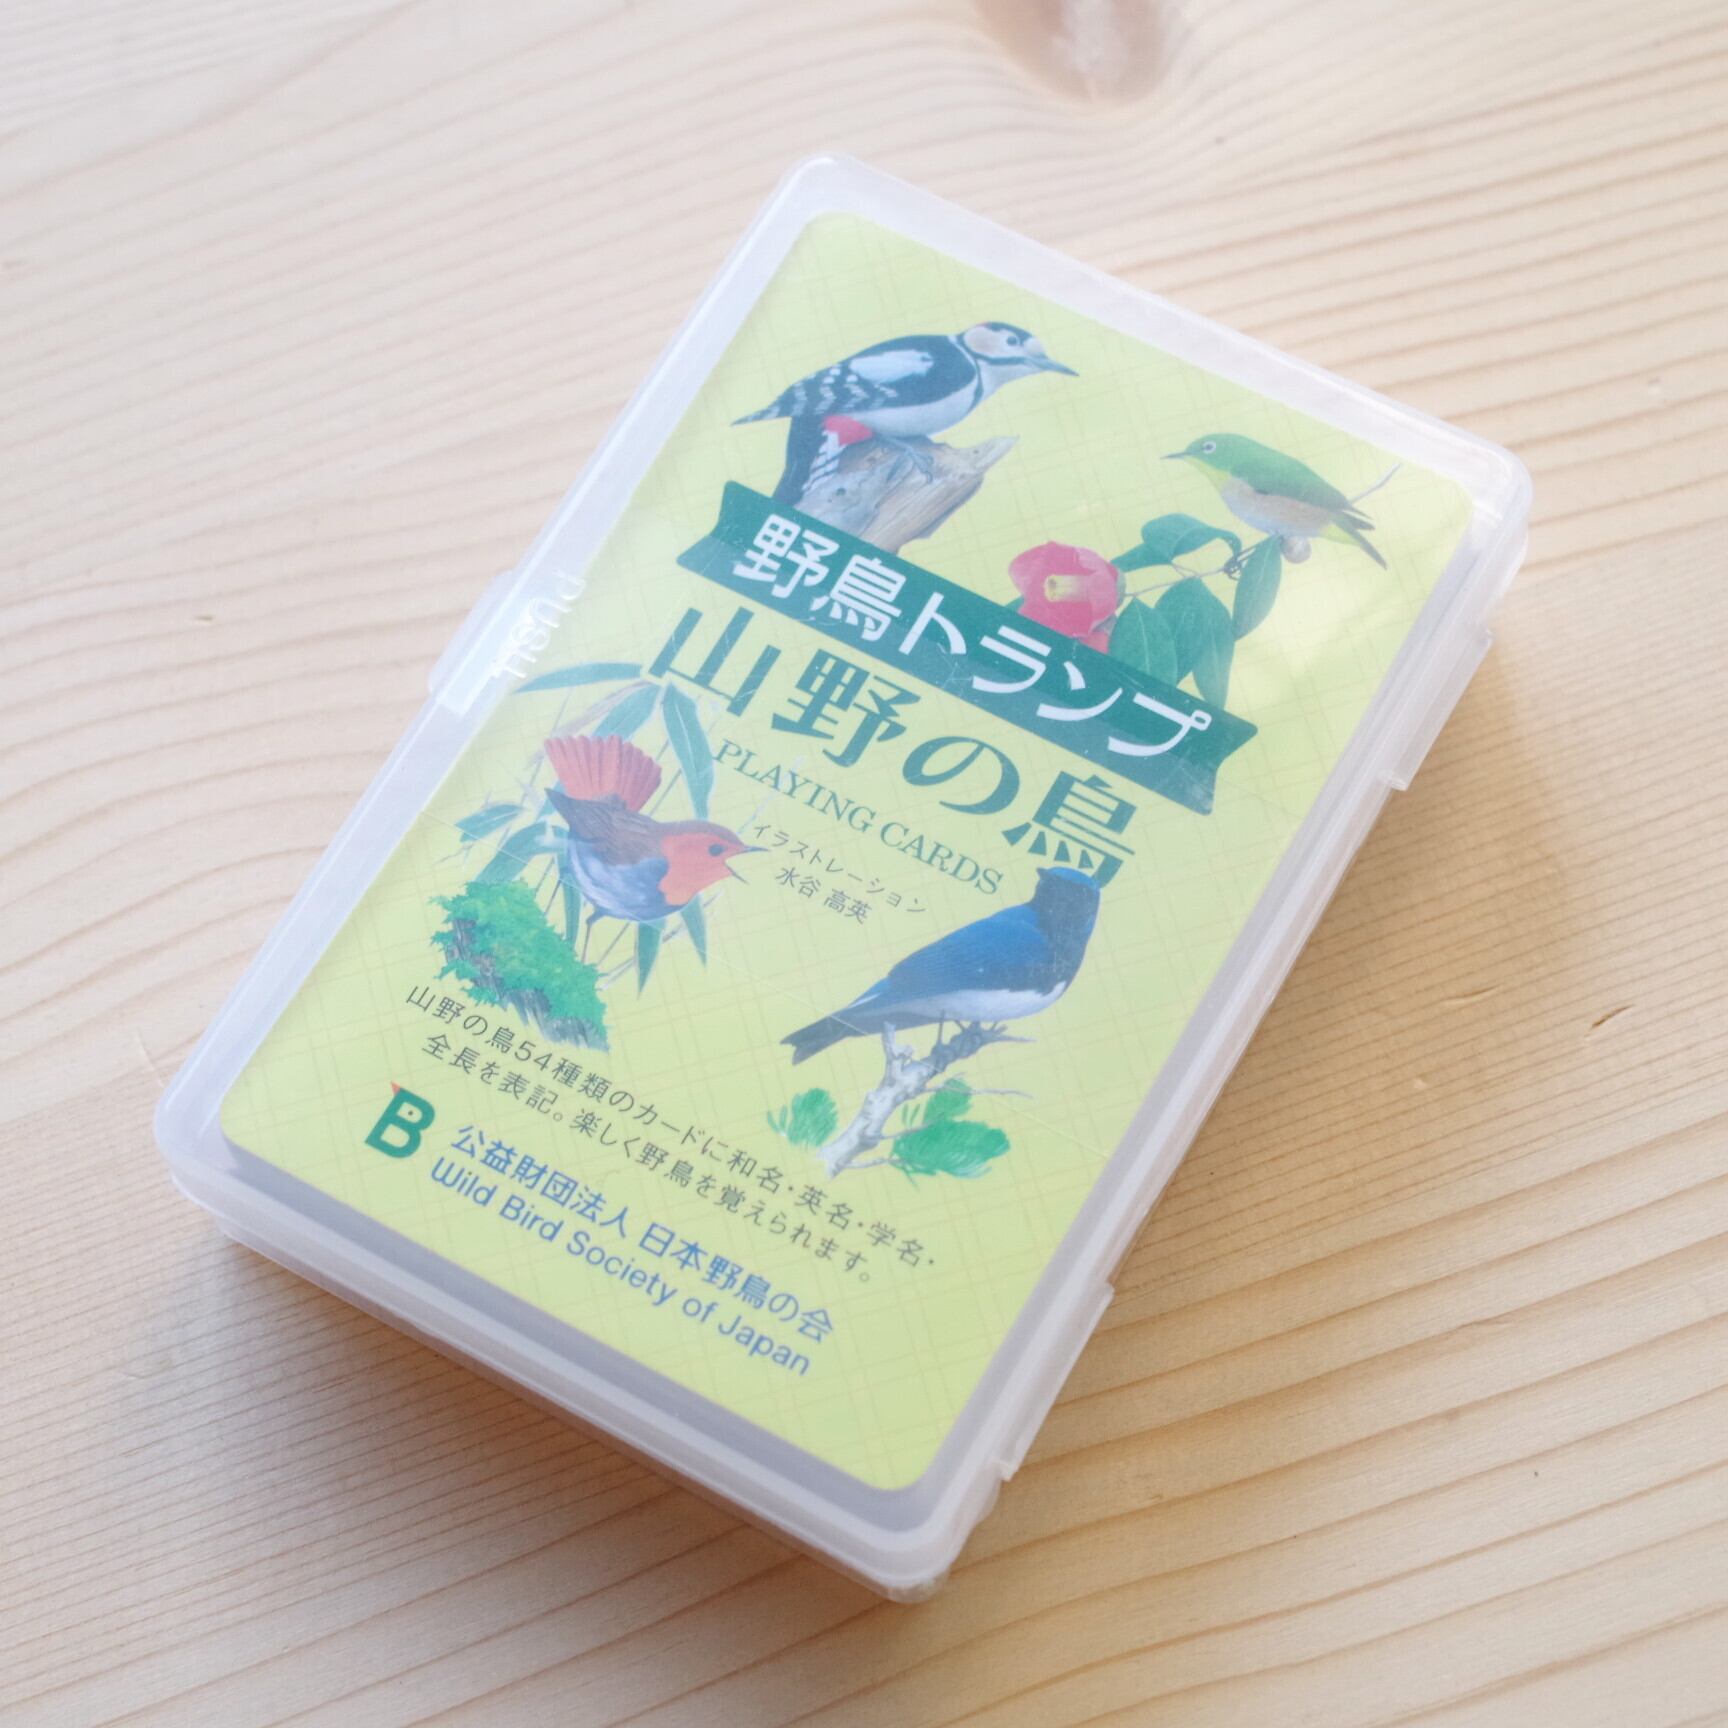 野鳥トランプ
山野の鳥
PLAYING CARDS
イラストレーション
水谷 高英
PUSH
山野の鳥54種類のカードに和名・英名・学名・
全長を表記。楽しく野鳥を覚えられます。
公益財団法人 日本野鳥の会
Wild Bird Society of Japan